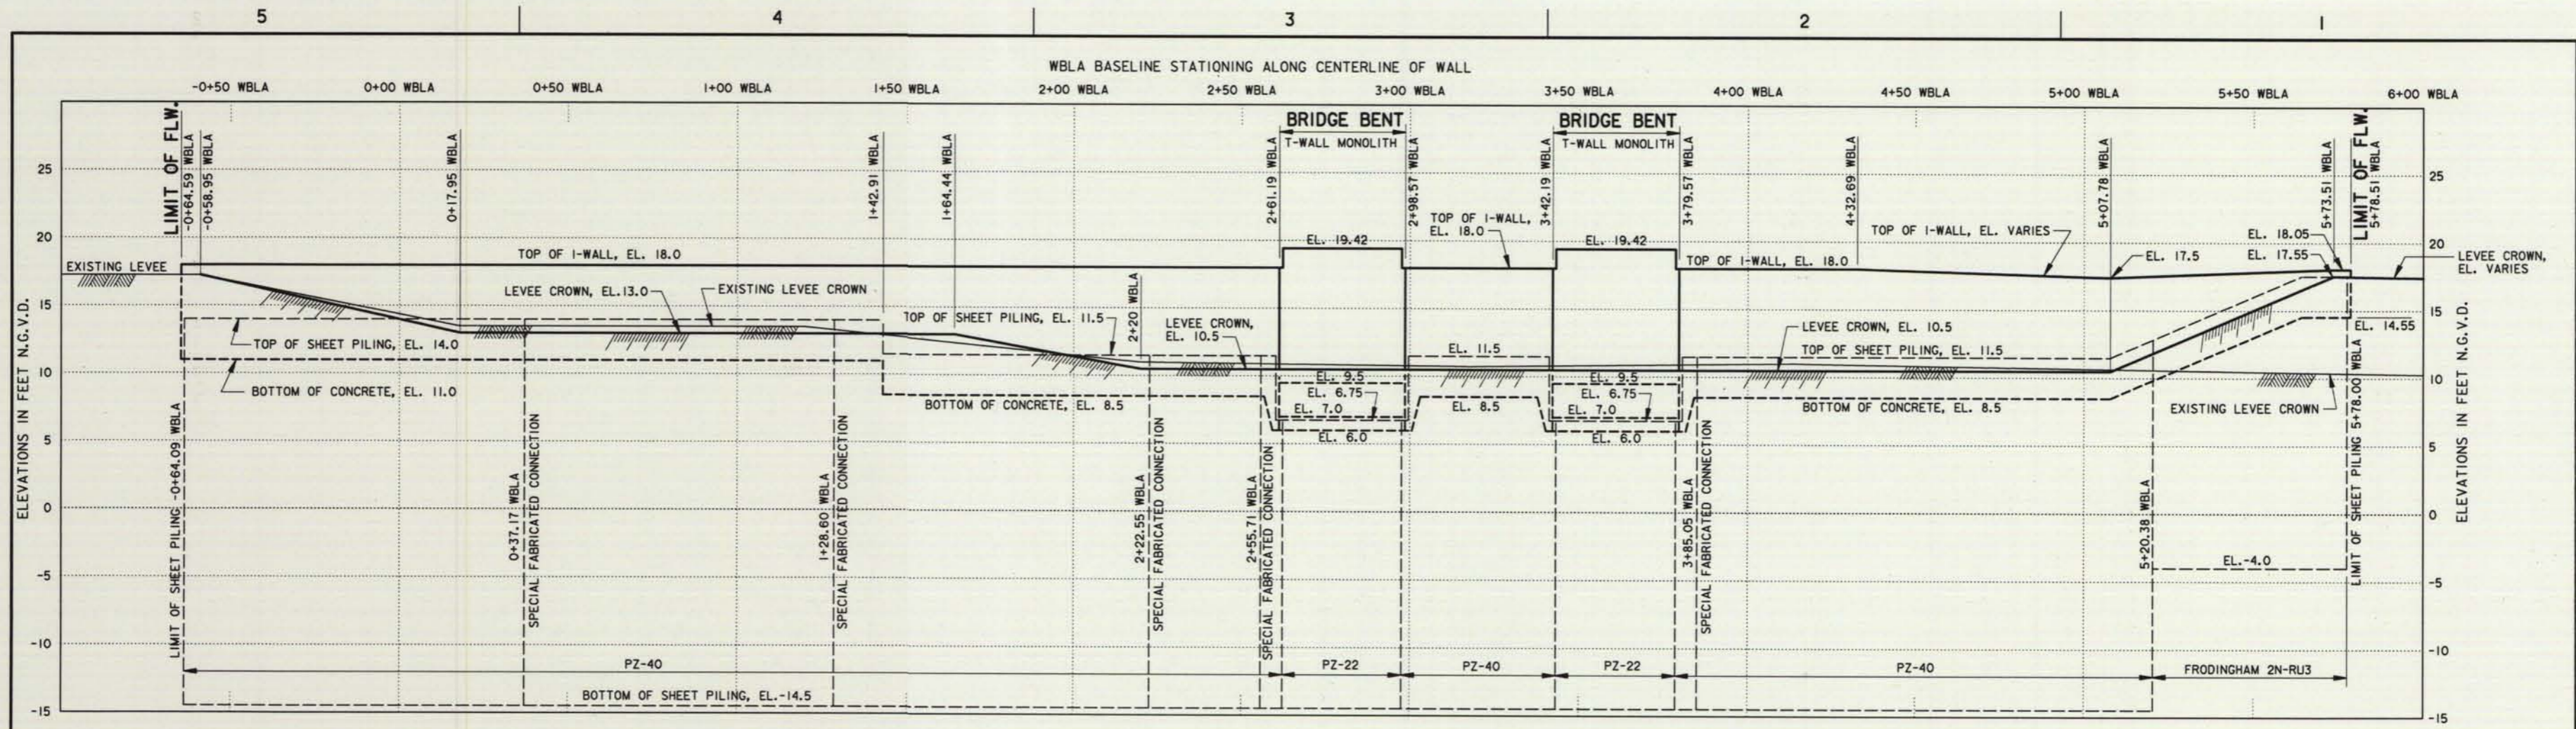 5 4 3 2 1
WBLA BASELINE STATIONING ALONG CENTERLINE OF WALL
-0+50 WBLA 0+00 WBLA 0+50 WBLA 1+00 WBLA 1+50 WBLA 2+00 WBLA 2+50 WBLA 3+00 WBLA 3+50 WBLA 4+00 WBLA 4+50 WBLA 5+00 WBLA 5+50 WBLA 6+00 WBLA
LIMIT OF FLW.
-0+64.59 WBLA
-0+58.95 WBLA
0+17.95 WBLA
1+42.91 WBLA
1+64.44 WBLA
2+20 WBLA
2+61.19 WBLA
BRIDGE BENT
T-WALL MONOLITH
2+98.57 WBLA
3+42.19 WBLA
BRIDGE BENT
T-WALL MONOLITH
3+79.57 WBLA
4+32.69 WBLA
5+07.78 WBLA
5+73.51 WBLA
LIMIT OF FLW.
5+78.51 WBLA
ELEVATIONS IN FEET N.G.V.D.
25
20
15
10
5
0
-5
-10
-15
EXISTING LEVEE
TOP OF I-WALL, EL. 18.0
LEVEE CROWN, EL.13.0
EXISTING LEVEE CROWN
TOP OF SHEET PILING, EL. 14.0
BOTTOM OF CONCRETE, EL. 11.0
TOP OF SHEET PILING, EL. 11.5
LEVEE CROWN,
EL. 10.5
BOTTOM OF CONCRETE, EL. 8.5
EL. 19.42
EL. 9.5
EL. 6.75
EL. 7.0
EL. 6.0
TOP OF I-WALL,
EL. 18.0
EL. 11.5
EL. 8.5
EL. 19.42
EL. 9.5
EL. 6.75
EL. 7.0
EL. 6.0
TOP OF I-WALL, EL. 18.0
TOP OF I-WALL, EL. VARIES
LEVEE CROWN, EL. 10.5
TOP OF SHEET PILING, EL. 11.5
BOTTOM OF CONCRETE, EL. 8.5
EL. 17.5
EL. 18.05
EL. 17.55
LEVEE CROWN,
EL. VARIES
EL. 14.55
EXISTING LEVEE CROWN
LIMIT OF SHEET PILING -0+64.09 WBLA
0+37.17 WBLA
SPECIAL FABRICATED CONNECTION
1+28.60 WBLA
SPECIAL FABRICATED CONNECTION
2+22.55 WBLA
SPECIAL FABRICATED CONNECTION
2+55.71 WBLA
SPECIAL FABRICATED CONNECTION
3+85.05 WBLA
SPECIAL FABRICATED CONNECTION
5+20.38 WBLA
EL.-4.0
LIMIT OF SHEET PILING 5+78.00 WBLA
PZ-40
PZ-22
PZ-40
PZ-22
PZ-40
FRODINGHAM 2N-RU3
BOTTOM OF SHEET PILING, EL.-14.5
25
20
15
10
5
0
-5
-10
-15
ELEVATIONS IN FEET N.G.V.D.